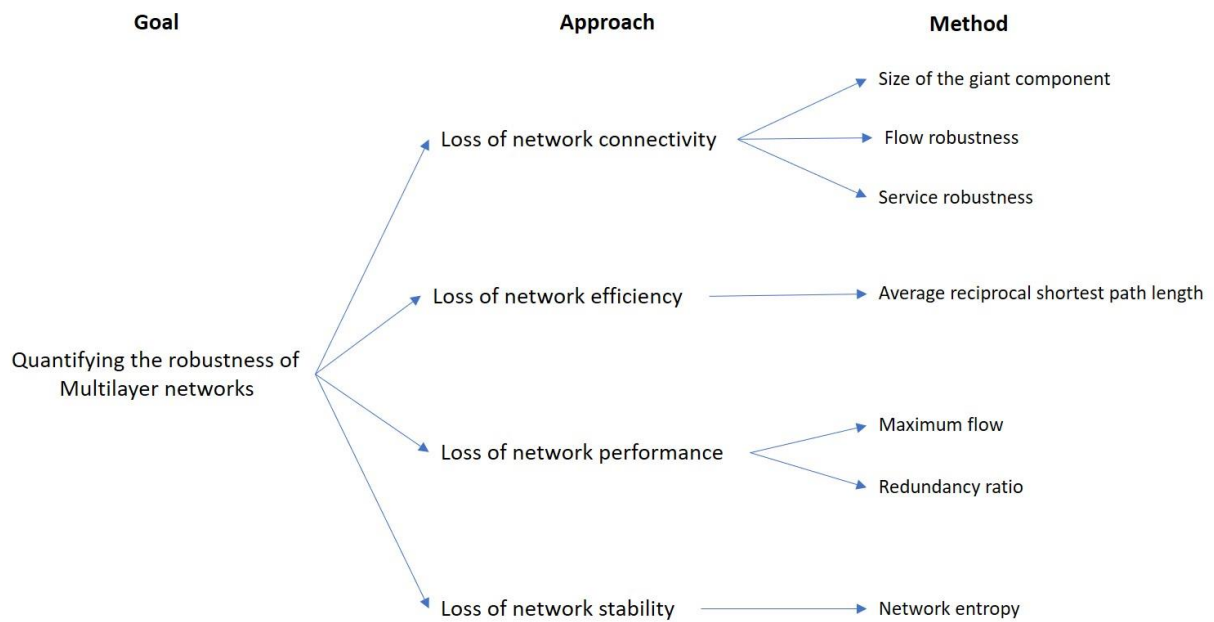 Goal
Approach
Method
Size of the giant component
Loss of network connectivity
Flow robustness
Service robustness
Loss of network efficiency
Average reciprocal shortest path length
Quantifying the robustness of
Multilayer networks
Maximum flow
Loss of network performance
Redundancy ratio
Loss of network stability
Network entropy